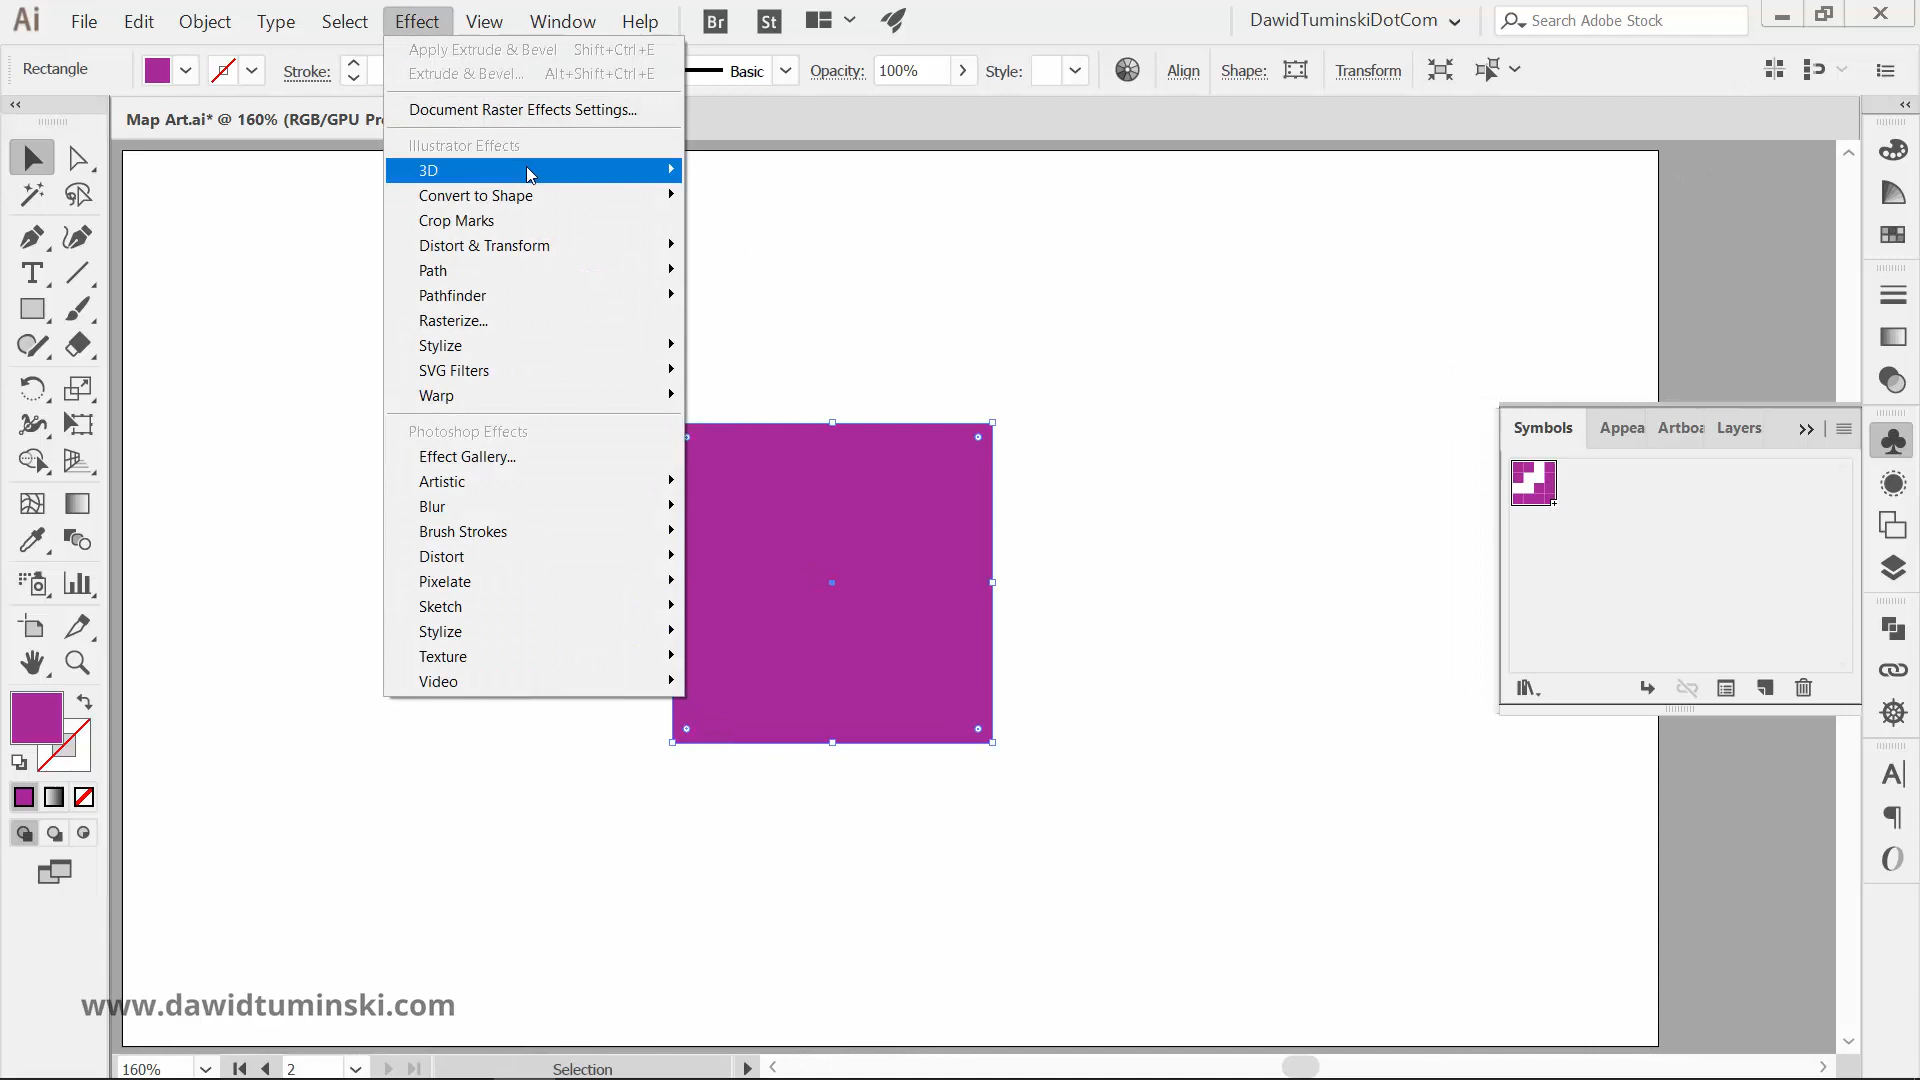 Ai File Edit Object Type Select Effect View Window Help Br St DawidTuminskiDotCom Search Adobe Stock
Rectangle Stroke: Basic Opacity: 100% Style: Align Shape: Transform
Map Art.ai* @ 160% (RGB/GPU Pre
Apply Extrude & Bevel Shift+Ctrl+E
Extrude & Bevel... Alt+Shift+Ctrl+E
Document Raster Effects Settings...
Illustrator Effects
3D
Convert to Shape
Crop Marks
Distort & Transform
Path
Pathfinder
Rasterize...
Stylize
SVG Filters
Warp
Photoshop Effects
Effect Gallery...
Artistic
Blur
Brush Strokes
Distort
Pixelate
Sketch
Stylize
Texture
Video
Symbols Appea Artboa Layers
www.dawidtuminski.com
160% 2 Selection